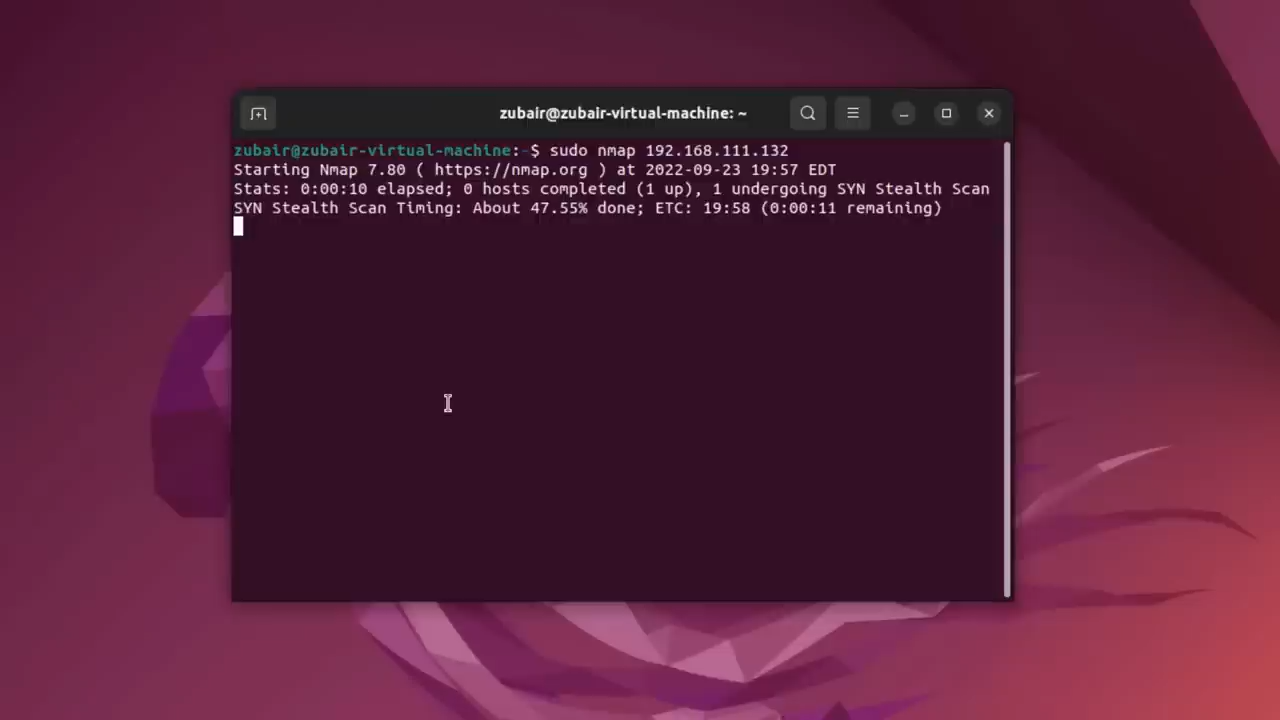 zubair@zubair-virtual-machine: ~
zubair@zubair-virtual-machine:~$ sudo nmap 192.168.111.132
Starting Nmap 7.80 ( https://nmap.org ) at 2022-09-23 19:57 EDT
Stats: 0:00:10 elapsed; 0 hosts completed (1 up), 1 undergoing SYN Stealth Scan
SYN Stealth Scan Timing: About 47.55% done; ETC: 19:58 (0:00:11 remaining)